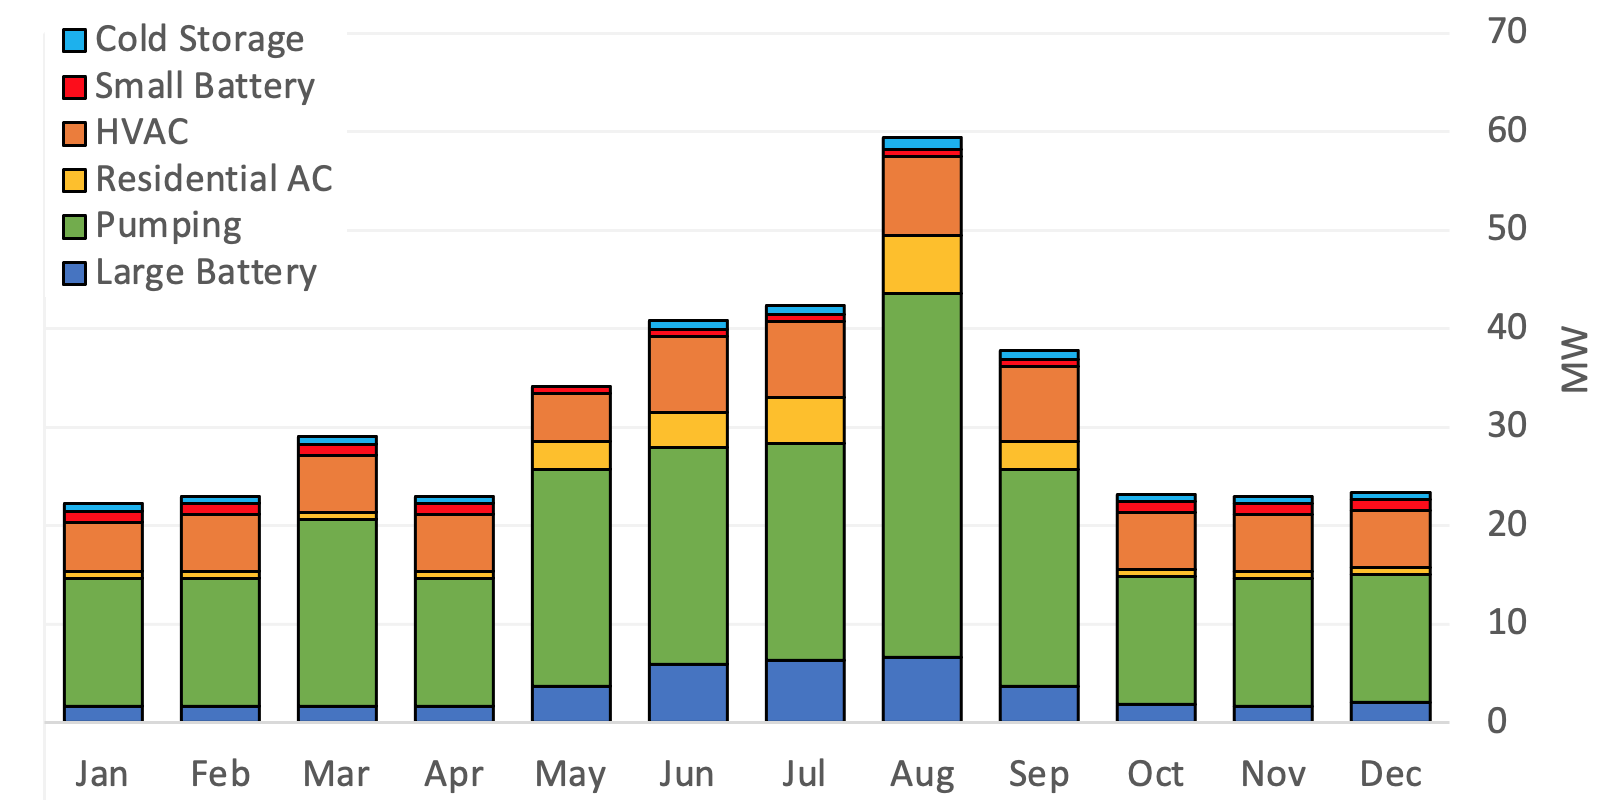 Cold Storage
Small Battery
HVAC
Residential AC
Pumping
Large Battery
70
60
50
40
30
20
10
0
MW
Jan Feb Mar Apr May Jun Jul Aug Sep Oct Nov Dec